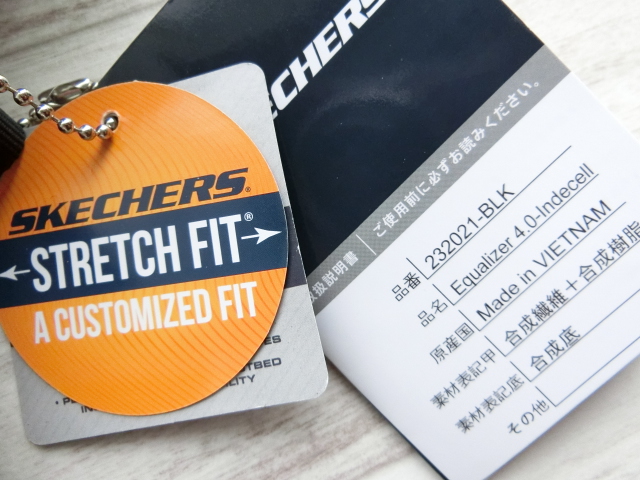 SKECHERS®
STRETCH FIT®
A CUSTOMIZED FIT
取扱説明書
ご使用前に必ずお読みください。
品番 232021-BLK
品名 Equalizer 4.0-Indecell
原産国 Made in VIETNAM
素材表記甲 合成繊維+合成樹脂
素材表記底 合成底
その他